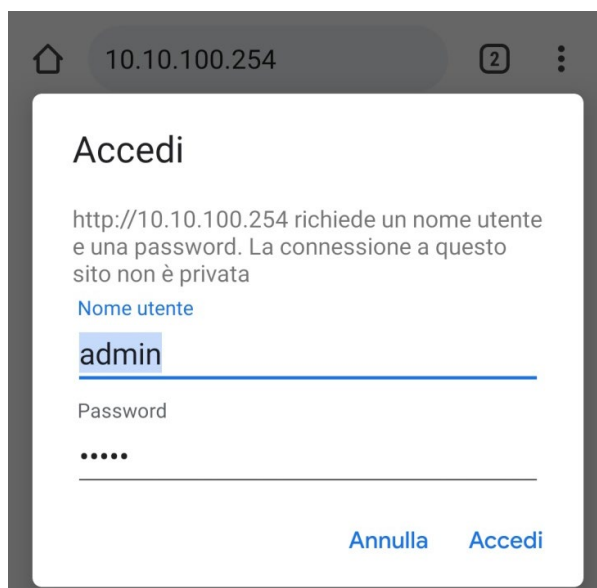 10.10.100.254
2
Accedi
http://10.10.100.254 richiede un nome utente
e una password. La connessione a questo
sito non è privata
Nome utente
admin
Password
•••••
Annulla Accedi